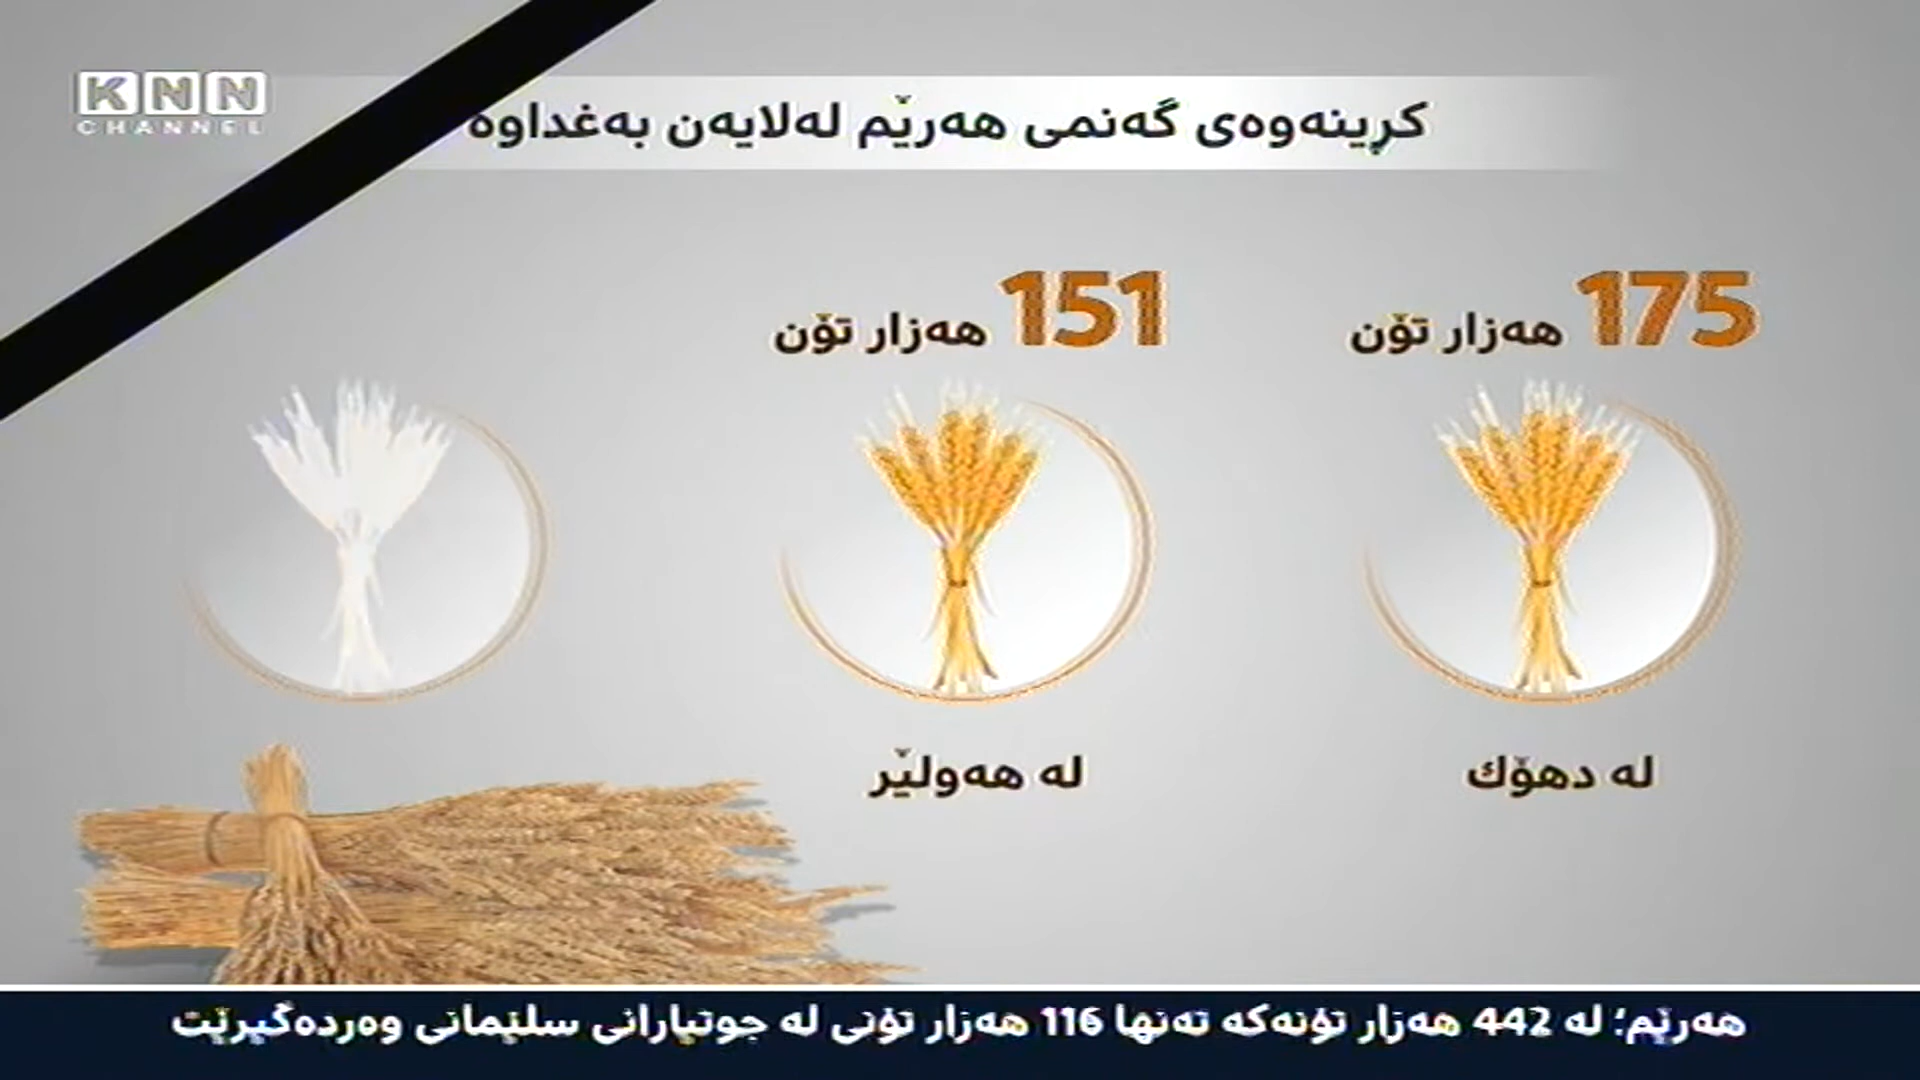 KNN
CHANNEL
کڕینەوەی گەنمی هەرێم لەلایەن بەغداوە
175 هەزار تۆن
151 هەزار تۆن
لە دهۆك
لە هەولێر
هەرێم؛ لە 442 هەزار تۆنەکە تەنها 116 هەزار تۆنی لە جوتیارانی سلێمانی وەردەگیرێت